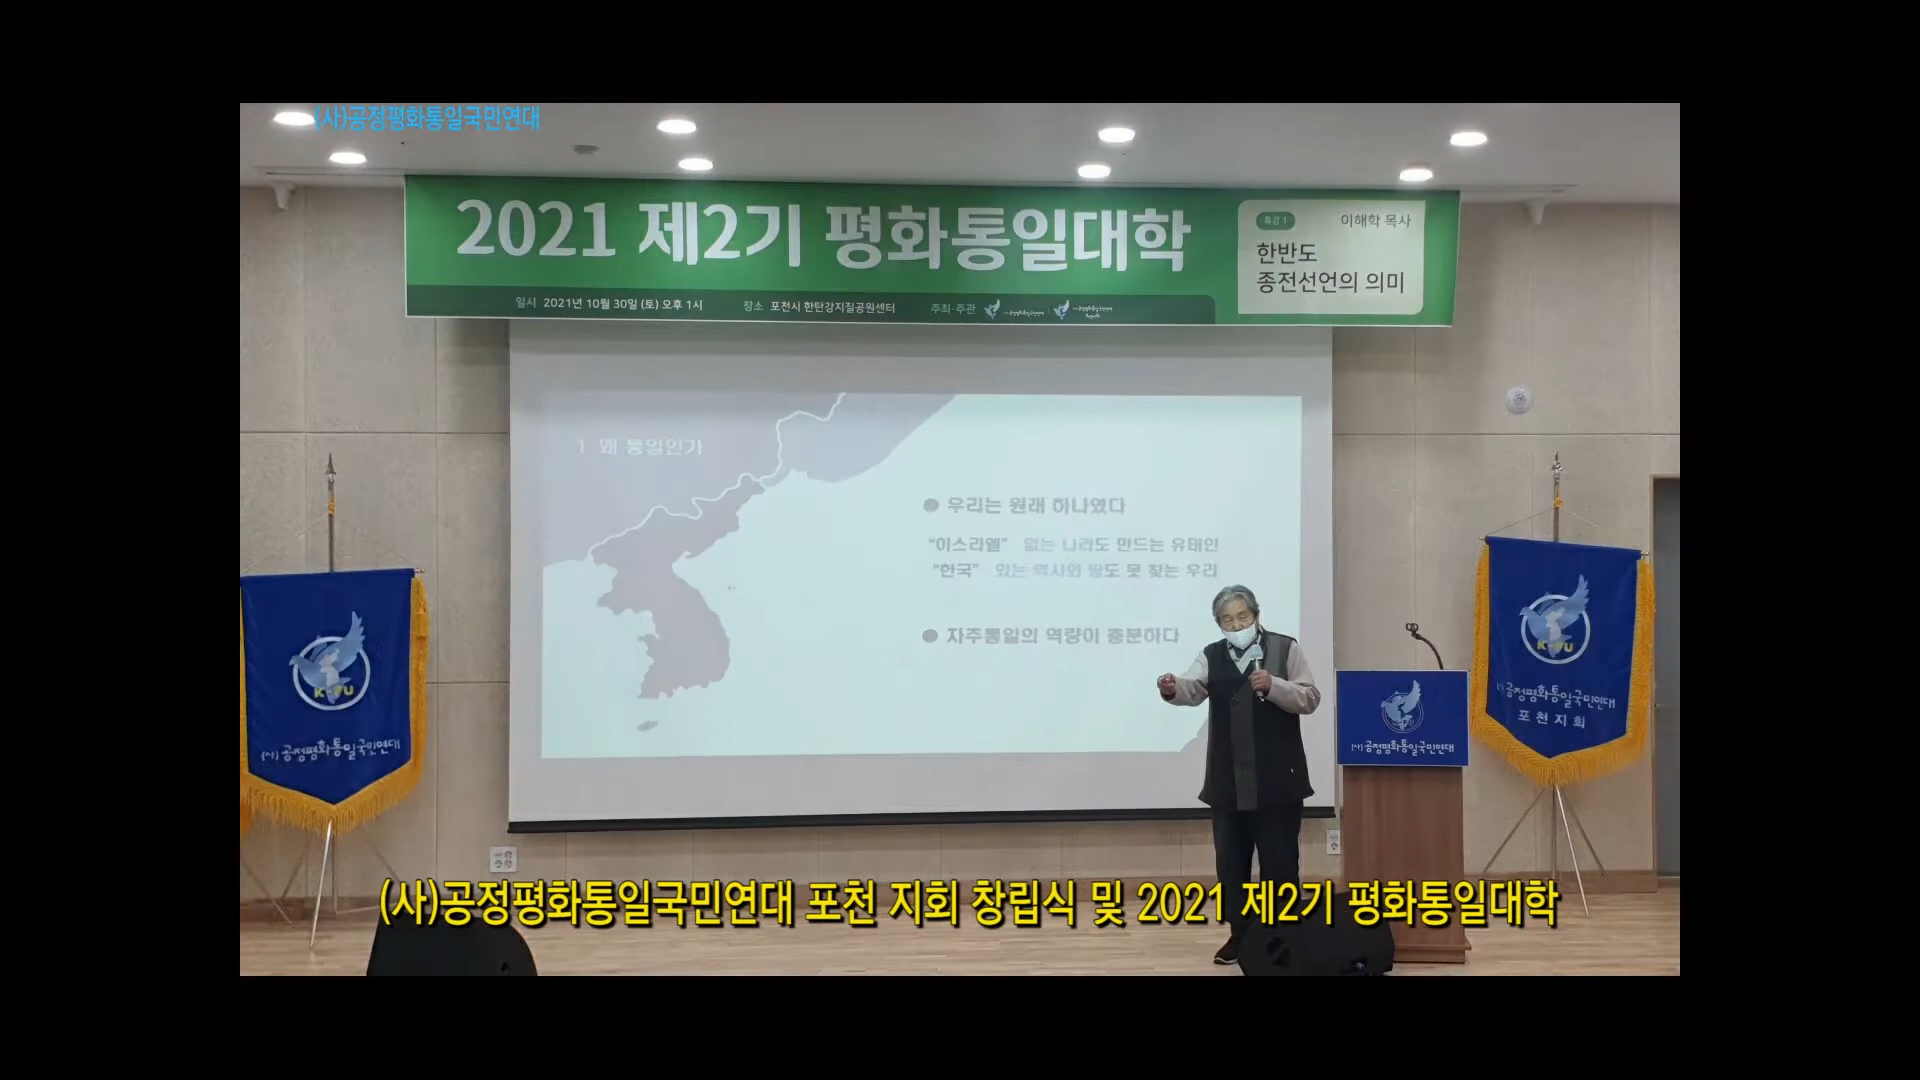 (사)공정평화통일국민연대
2021 제2기 평화통일대학
특강 1 이해학 목사
한반도
종전선언의 의미
일시 2021년 10월 30일 (토) 오후 1시 장소 포천시 한탄강지질공원센터 주최·주관
1 왜 통일인가
● 우리는 원래 하나였다
“이스라엘” 없는 나라도 만드는 유태인
“한국” 있는 역사와 땅도 못 찾는 우리
● 자주통일의 역량이 충분하다
K-PU
(사)공정평화통일국민연대
(사)공정평화통일국민연대
K-PU
(사)공정평화통일국민연대
포천지회
(사)공정평화통일국민연대 포천 지회 창립식 및 2021 제2기 평화통일대학